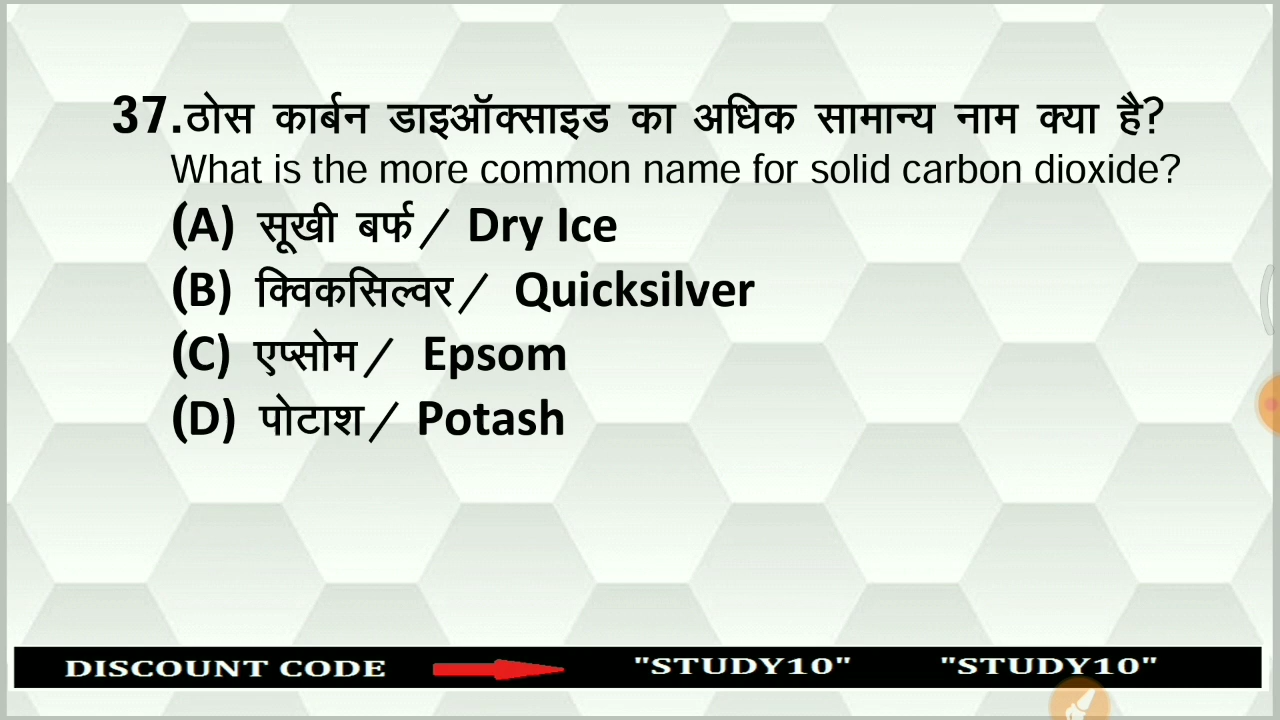 37.ठोस कार्बन डाइऑक्साइड का अधिक सामान्य नाम क्या है?
What is the more common name for solid carbon dioxide?
(A) सूखी बर्फ / Dry Ice
(B) क्विकसिल्वर / Quicksilver
(C) एप्सोम / Epsom
(D) पोटाश / Potash
DISCOUNT CODE "STUDY10" "STUDY10"